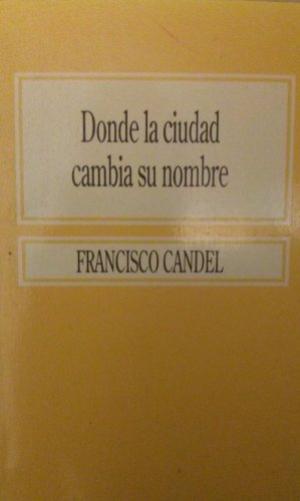 Donde la ciudad
cambia su nombre
FRANCISCO CANDEL